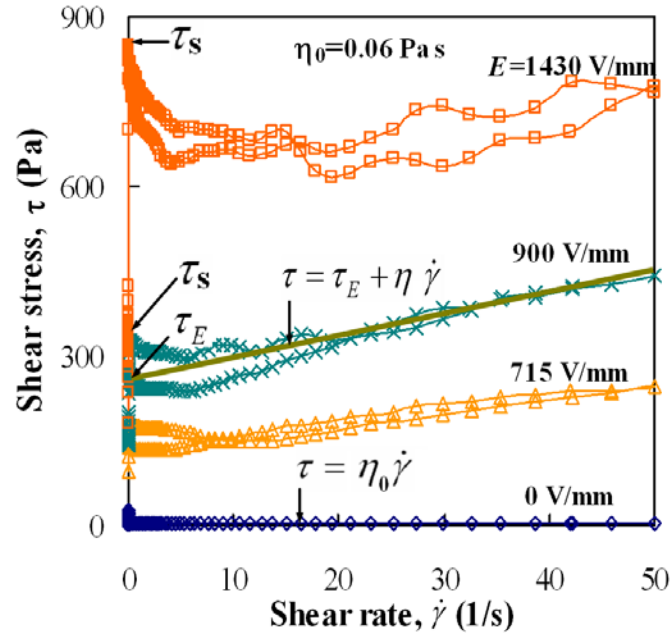 900
τs
η0=0.06 Pa s
E=1430 V/mm
600
Shear stress, τ (Pa)
900 V/mm
τs
τ = τE + η γ̇
τE
300
715 V/mm
τ = η0 γ̇
0 V/mm
0
0 10 20 30 40 50
Shear rate, γ̇ (1/s)